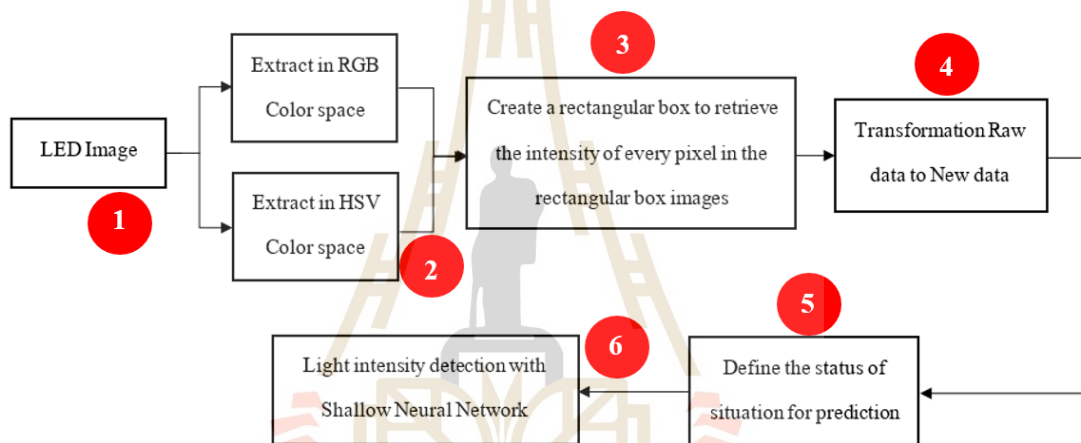 LED Image
1
Extract in RGB
Color space
Extract in HSV
Color space
2
3
Create a rectangular box to retrieve
the intensity of every pixel in the
rectangular box images
4
Transformation Raw
data to New data
5
Define the status of
situation for prediction
6
Light intensity detection with
Shallow Neural Network